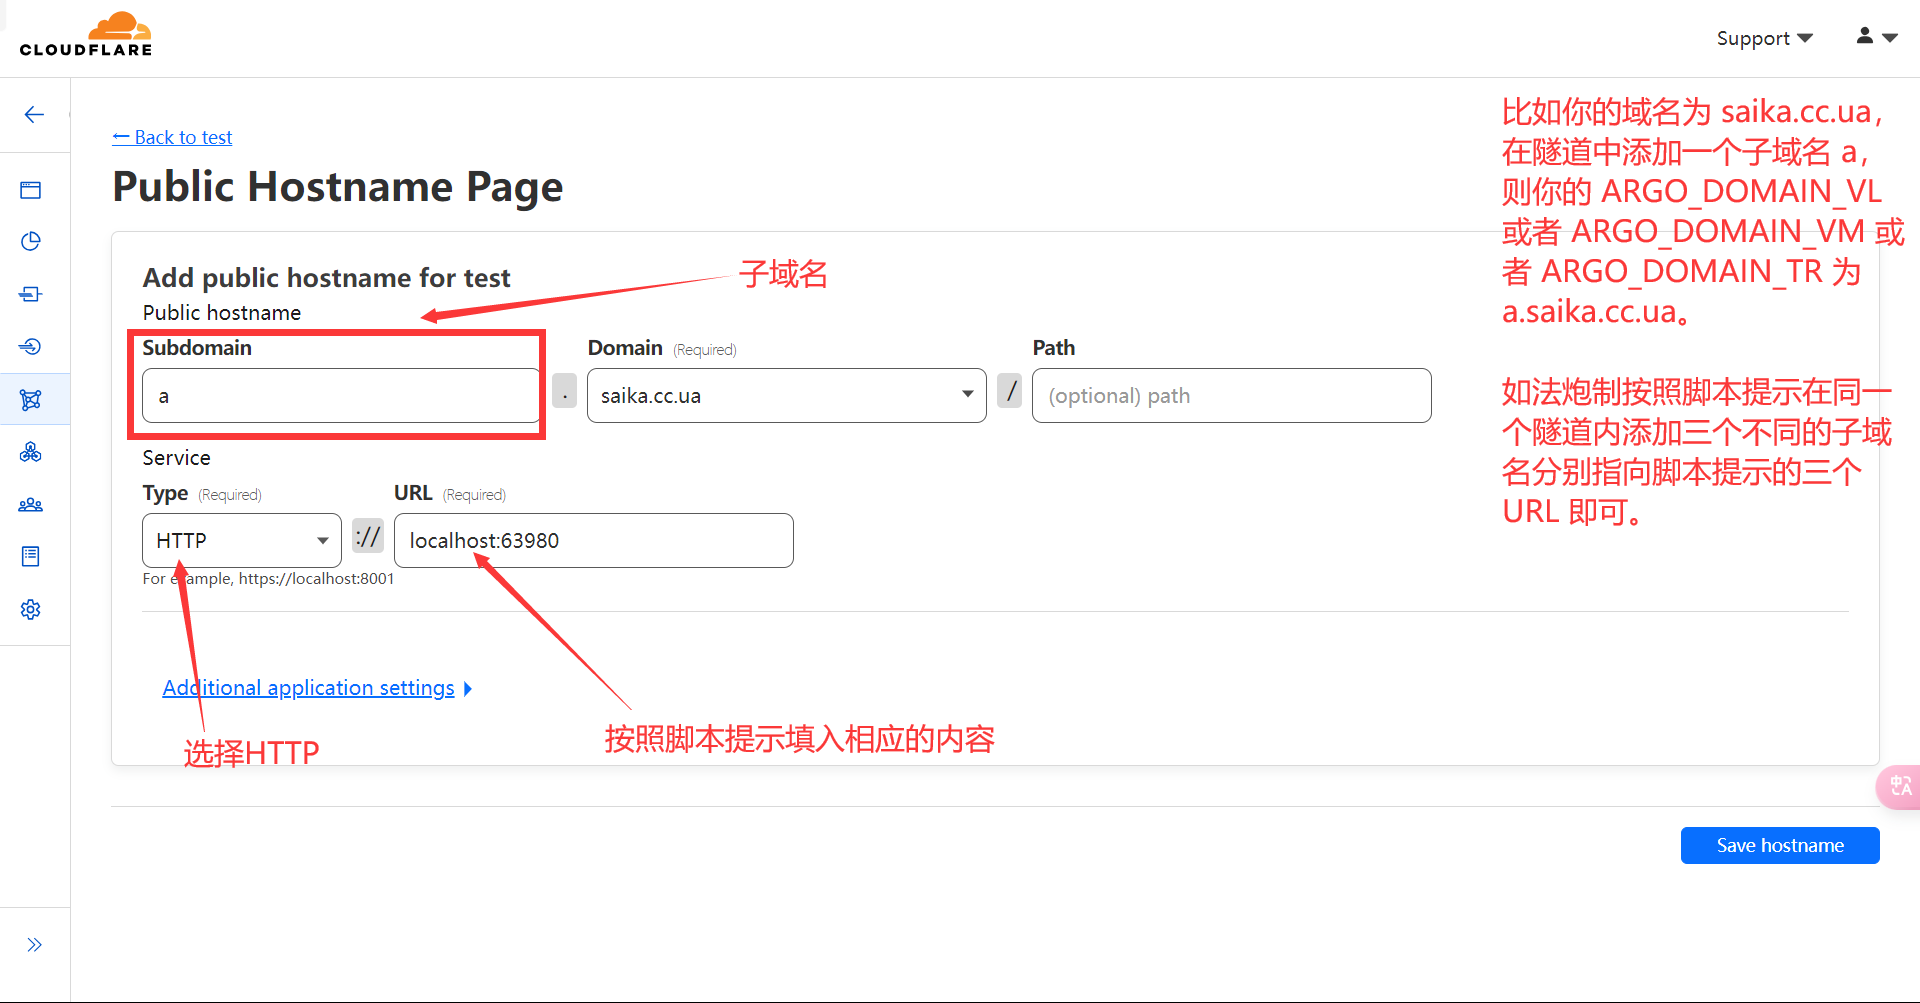 CLOUDFLARE
Support
← Back to test
Public Hostname Page
Add public hostname for test
Public hostname
子域名
Subdomain
Domain (Required)
Path
a
.
saika.cc.ua
/
(optional) path
Service
Type (Required)
URL (Required)
HTTP
://
localhost:63980
For example, https://localhost:8001
Additional application settings
选择HTTP
按照脚本提示填入相应的内容
比如你的域名为 saika.cc.ua，
在隧道中添加一个子域名 a，
则你的 ARGO_DOMAIN_VL
或者 ARGO_DOMAIN_VM 或
者 ARGO_DOMAIN_TR 为
a.saika.cc.ua。
如法炮制按照脚本提示在同一
个隧道内添加三个不同的子域
名分别指向脚本提示的三个
URL 即可。
中A
Save hostname